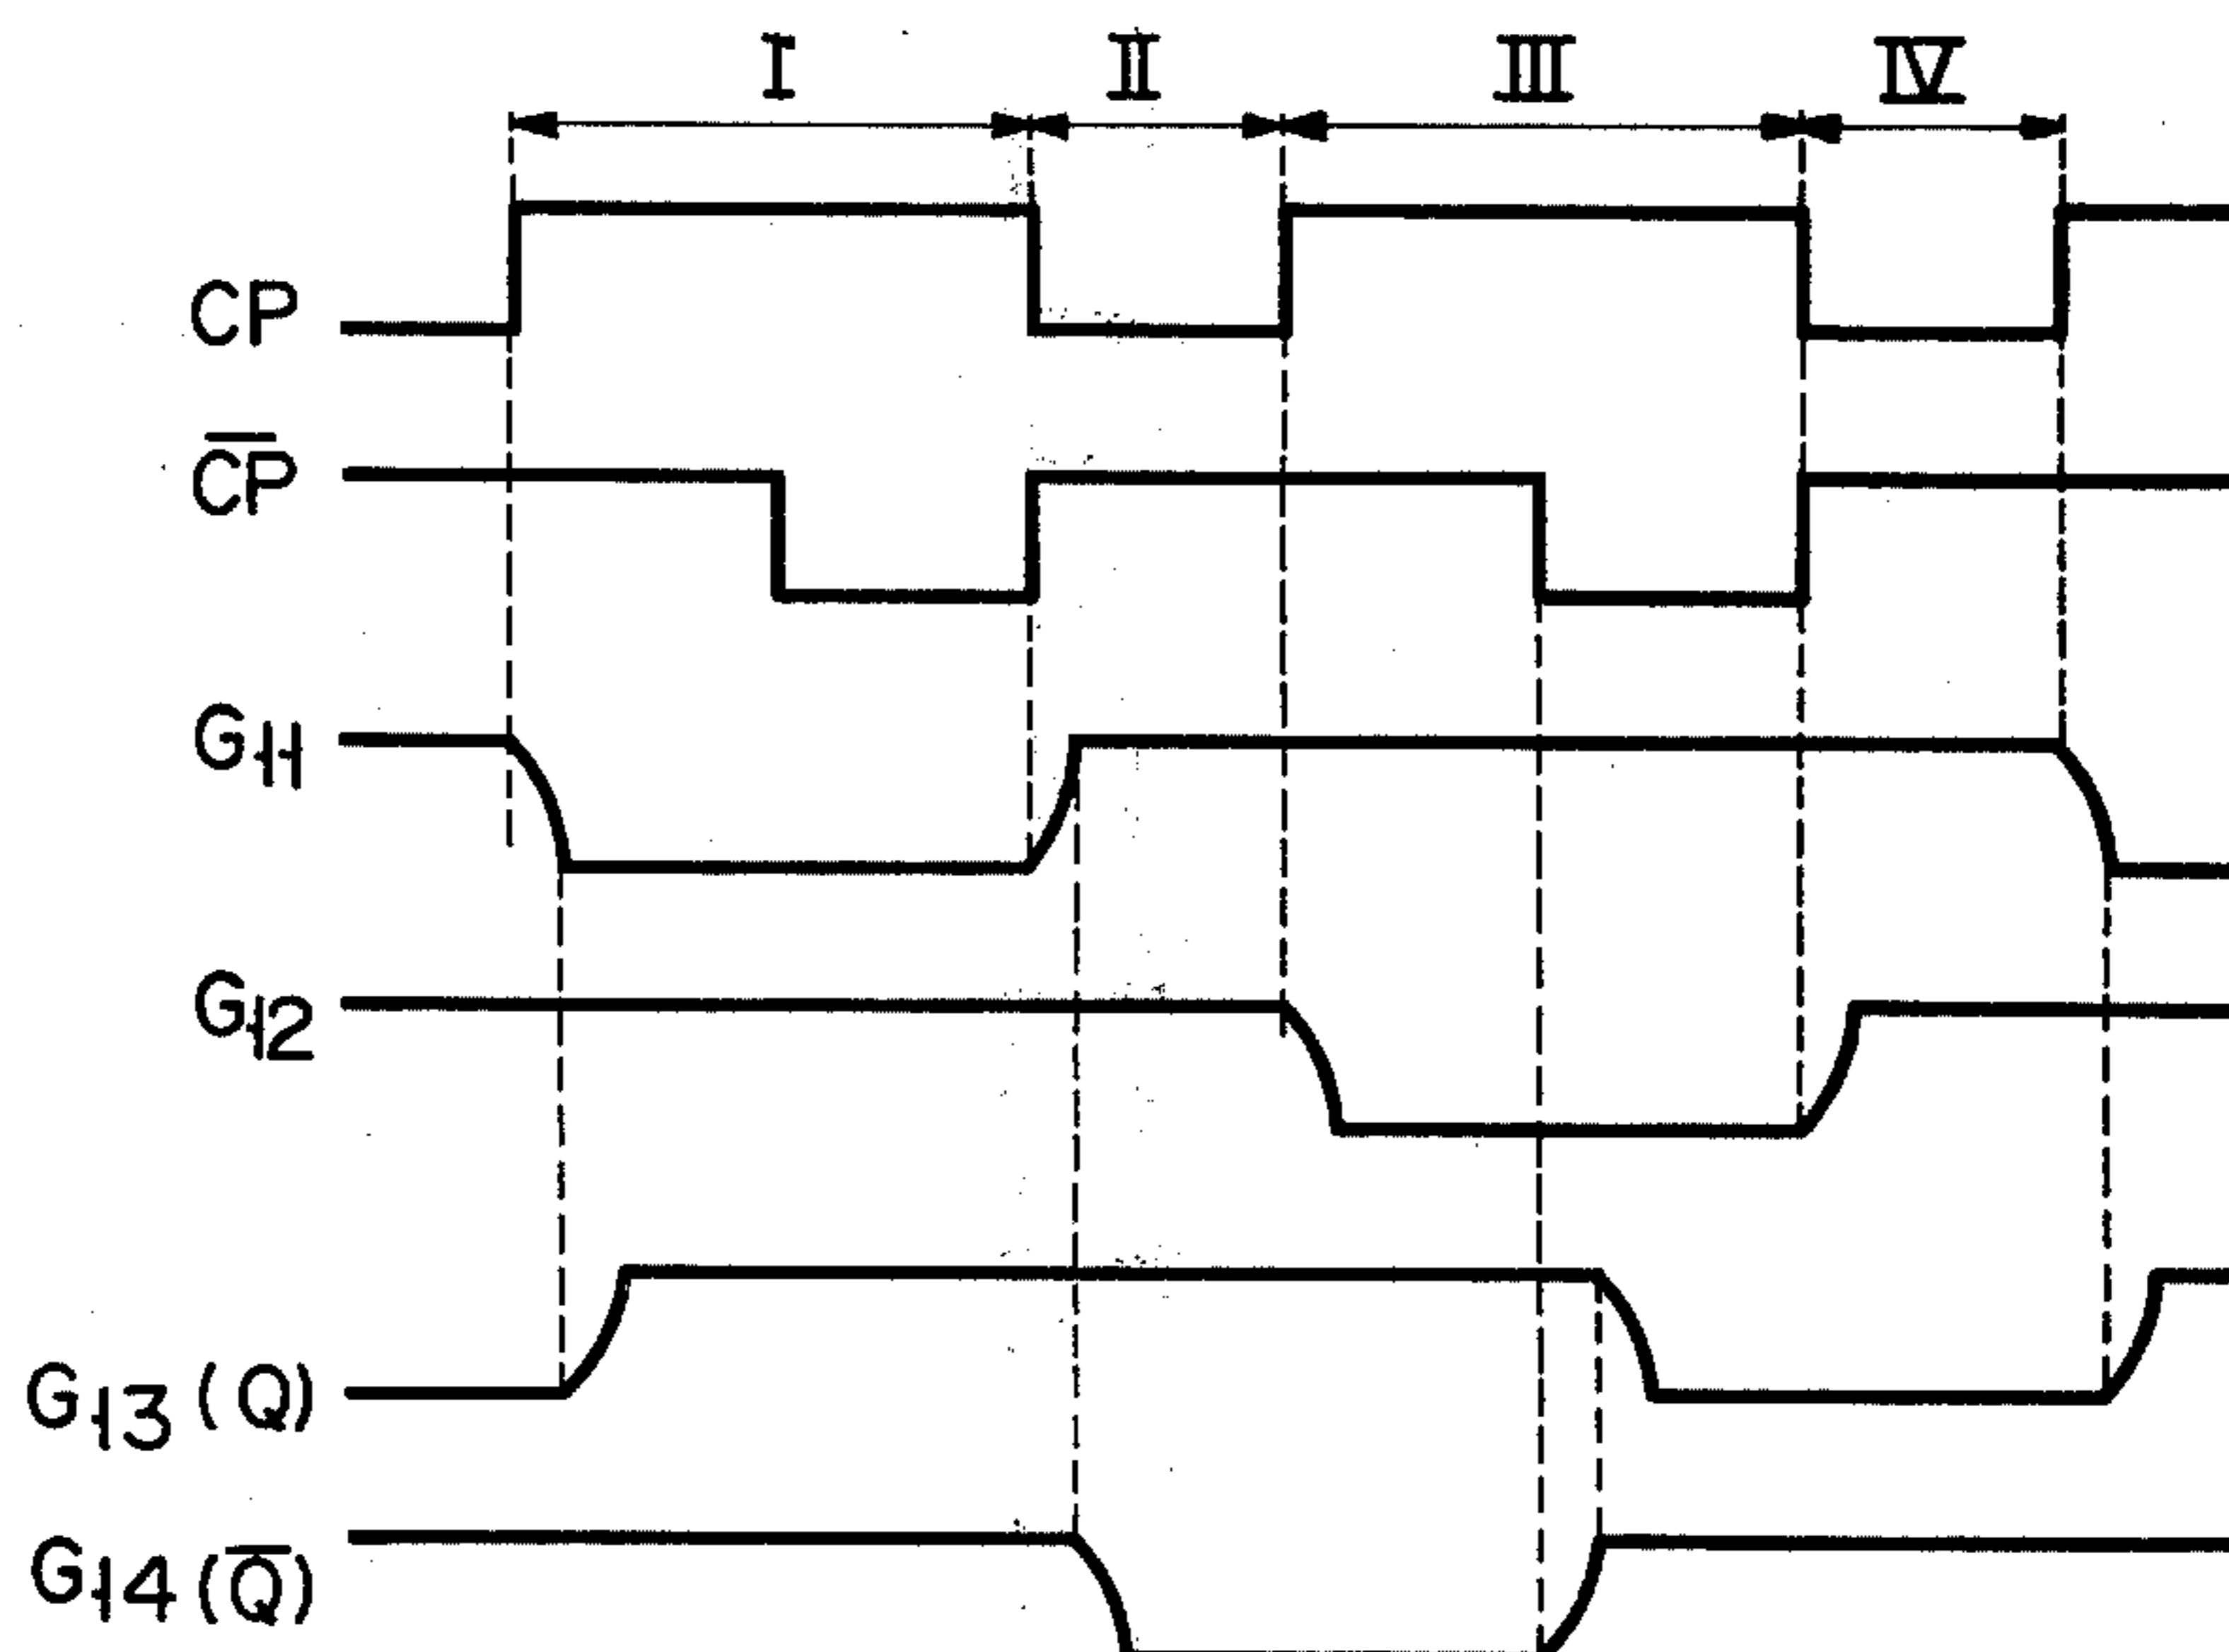 I II III IV
CP
C̅P̅
G11
G12
G13 (Q)
G14 (Q̅)